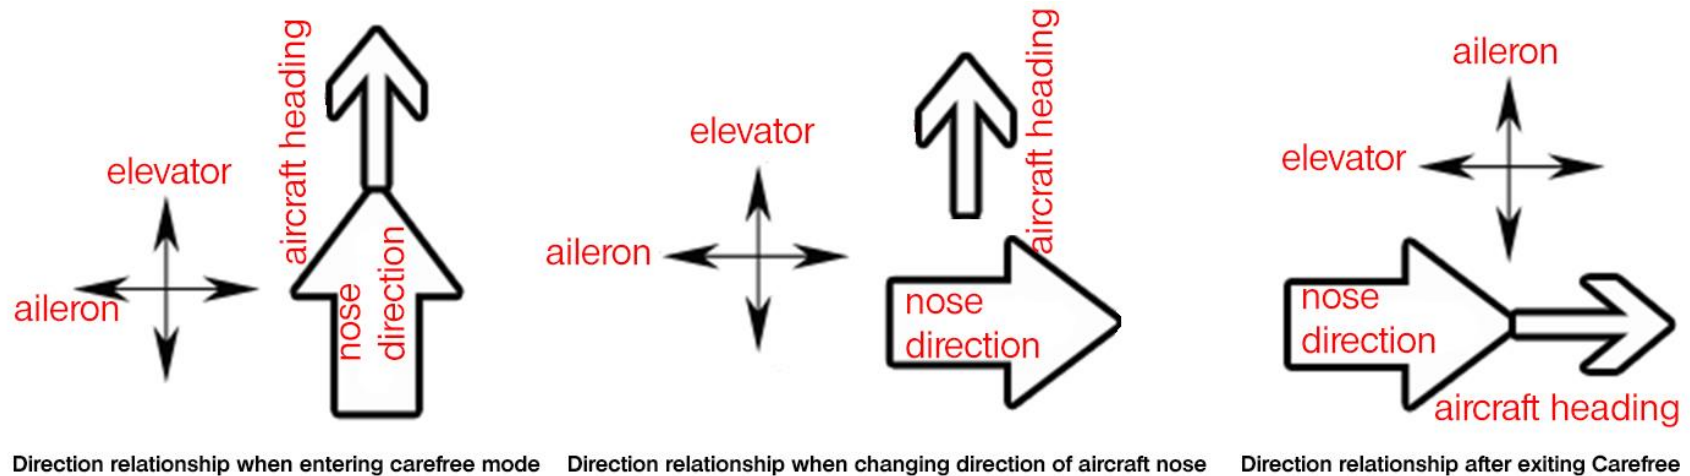 elevator
aileron
aircraft heading
nose
direction
Direction relationship when entering carefree mode
elevator
aileron
aircraft heading
nose
direction
Direction relationship when changing direction of aircraft nose
aileron
elevator
nose
direction
aircraft heading
Direction relationship after exiting Carefree